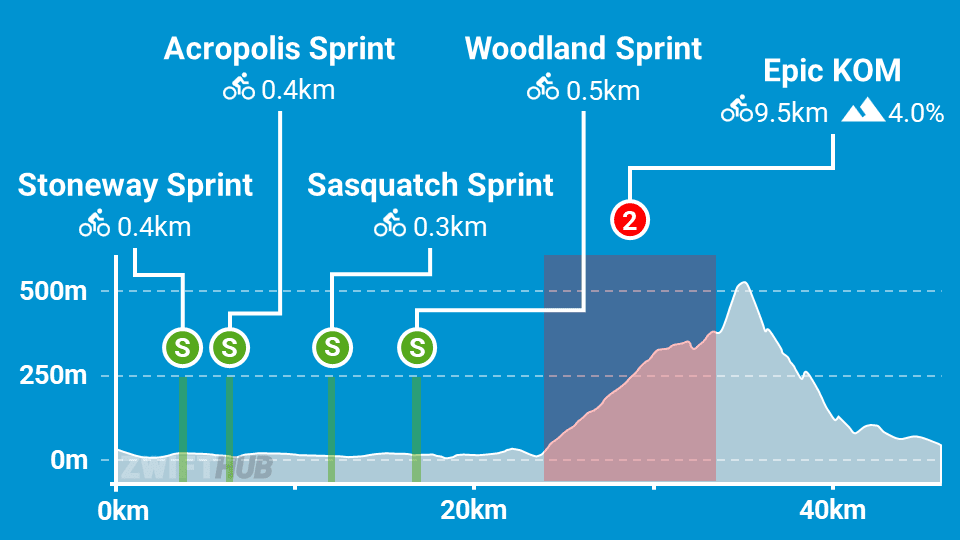 Acropolis Sprint
0.4km
Woodland Sprint
0.5km
Epic KOM
9.5km 4.0%
Stoneway Sprint
0.4km
Sasquatch Sprint
0.3km
2
500m
S
S
S
S
250m
0m
ZWIFTHUB
0km
20km
40km